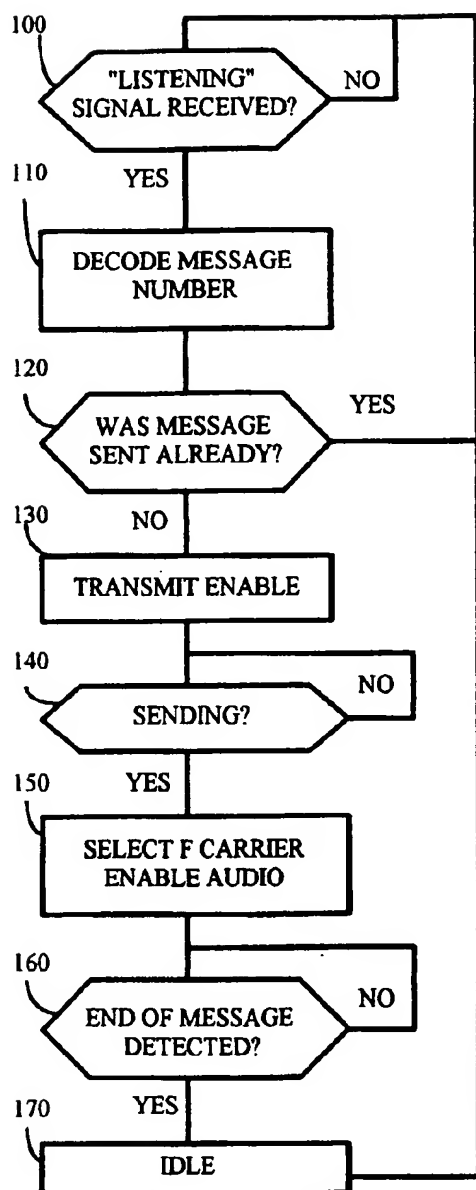 100
"LISTENING"
SIGNAL RECEIVED?
NO
YES
110
DECODE MESSAGE
NUMBER
120
WAS MESSAGE
SENT ALREADY?
YES
NO
130
TRANSMIT ENABLE
140
SENDING?
NO
YES
150
SELECT F CARRIER
ENABLE AUDIO
160
END OF MESSAGE
DETECTED?
NO
YES
170
IDLE